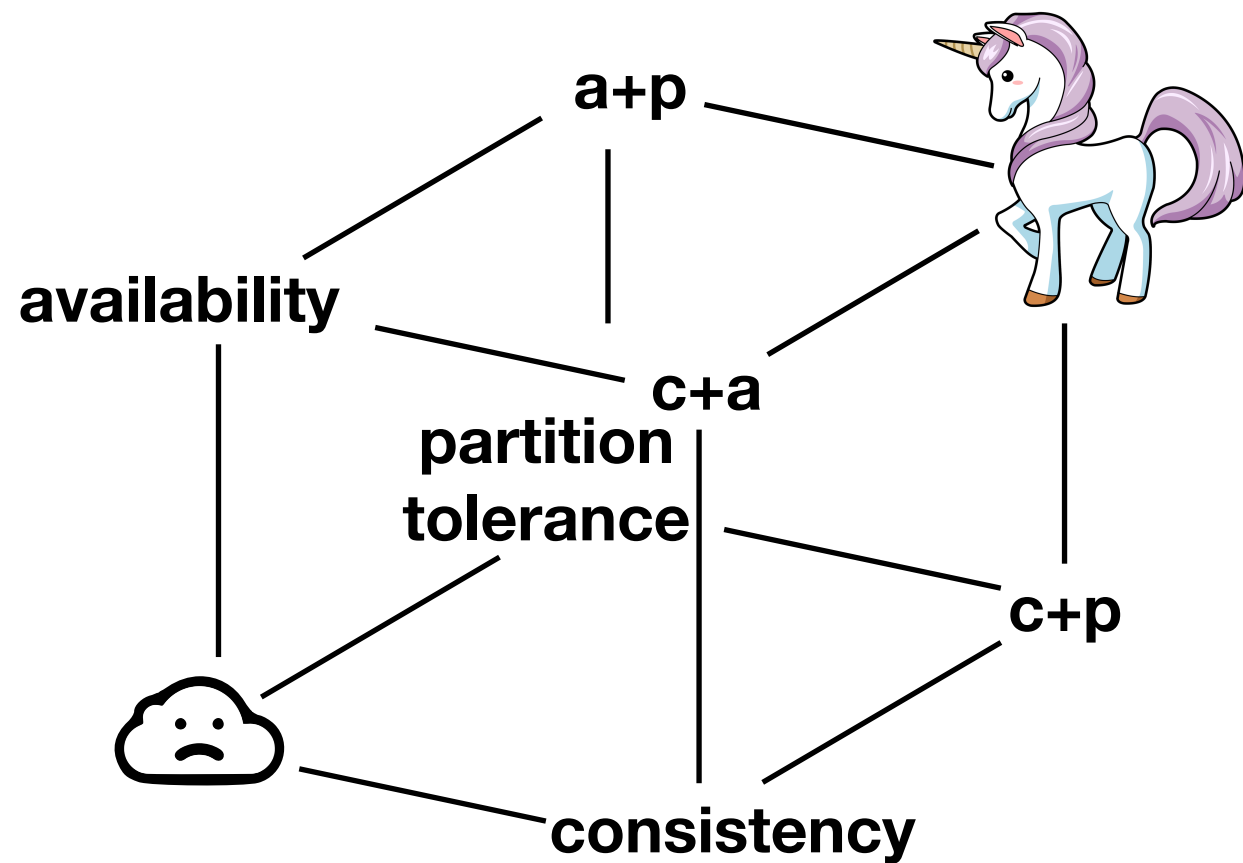 a+p
availability
c+a
partition
tolerance
c+p
consistency